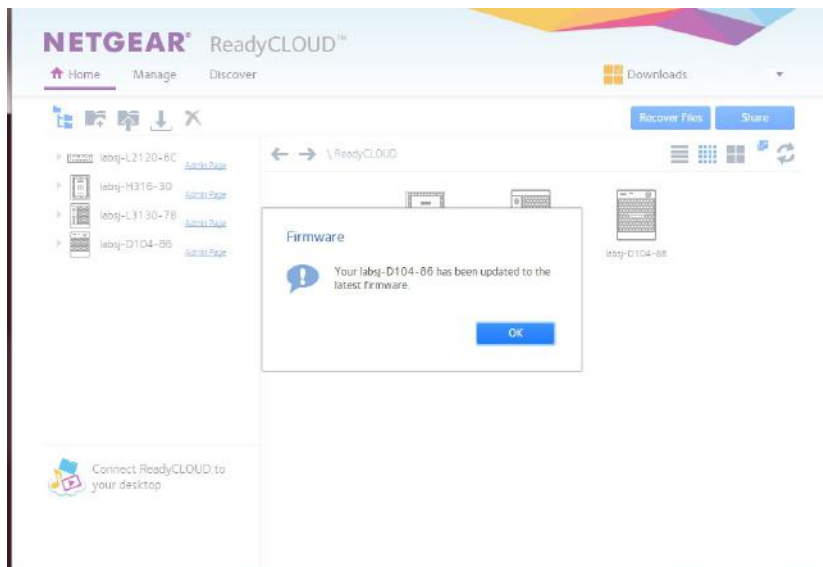 NETGEAR® ReadyCLOUD™
Home Manage Discover
Downloads
Recover Files Share
labsj-L2120-6C Admin Page
labsj-H316-30 Admin Page
labsj-L3130-78 Admin Page
labsj-D104-86 Admin Page
\ ReadyCLOUD
labsj-D104-86
Firmware
Your labsj-D104-86 has been updated to the
latest firmware.
OK
Connect ReadyCLOUD to
your desktop